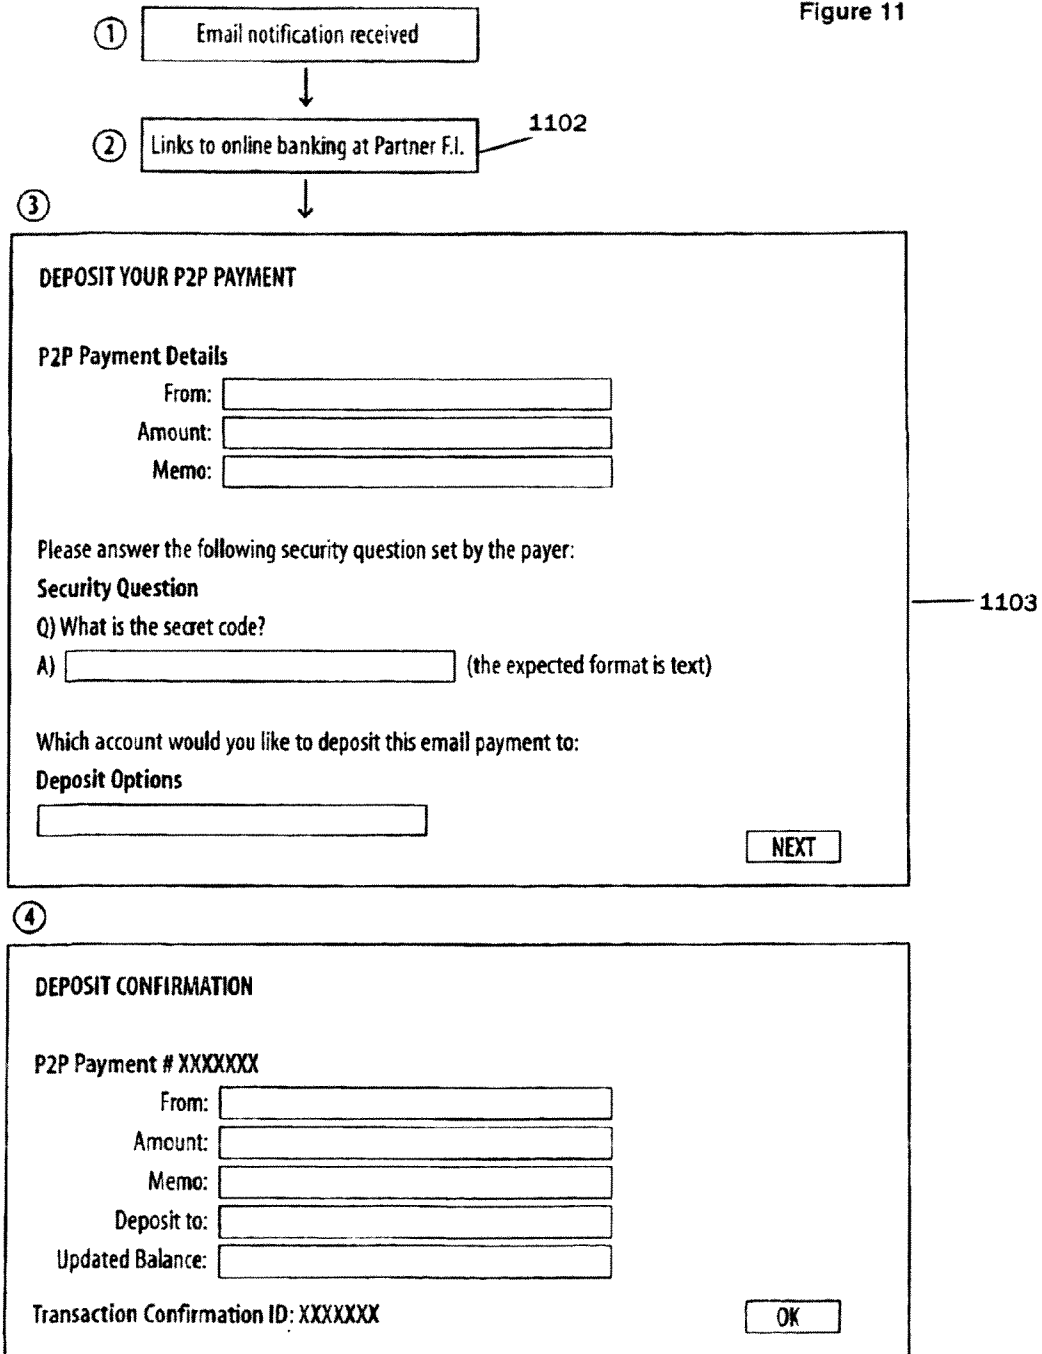 Figure 11
① Email notification received
② Links to online banking at Partner F.I.
1102
③
DEPOSIT YOUR P2P PAYMENT
P2P Payment Details
From:
Amount:
Memo:
Please answer the following security question set by the payer:
Security Question
Q) What is the secret code?
1103
A) (the expected format is text)
Which account would you like to deposit this email payment to:
Deposit Options
NEXT
④
DEPOSIT CONFIRMATION
P2P Payment # XXXXXXX
From:
Amount:
Memo:
Deposit to:
Updated Balance:
Transaction Confirmation ID: XXXXXXX
OK